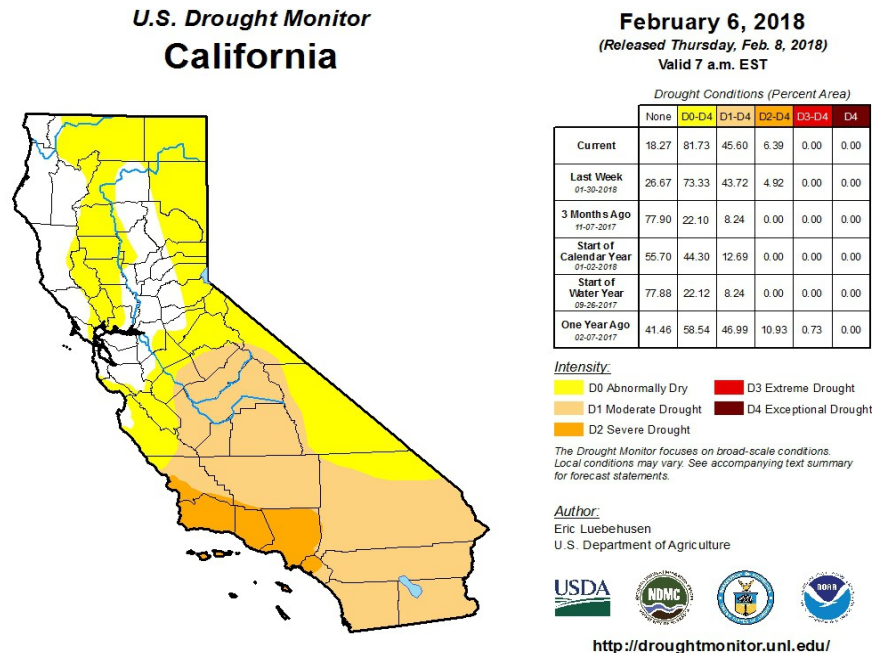 U.S. Drought Monitor
California
February 6, 2018
(Released Thursday, Feb. 8, 2018)
Valid 7 a.m. EST
Drought Conditions (Percent Area)
None D0-D4 D1-D4 D2-D4 D3-D4 D4
Current 18.27 81.73 45.60 6.39 0.00 0.00
Last Week 26.67 73.33 43.72 4.92 0.00 0.00
01-30-2018
3 Months Ago 77.90 22.10 8.24 0.00 0.00 0.00
11-07-2017
Start of
Calendar Year 55.70 44.30 12.69 0.00 0.00 0.00
01-02-2018
Start of
Water Year 77.88 22.12 8.24 0.00 0.00 0.00
09-26-2017
One Year Ago 41.46 58.54 46.99 10.93 0.73 0.00
02-07-2017
Intensity:
D0 Abnormally Dry D3 Extreme Drought
D1 Moderate Drought D4 Exceptional Drought
D2 Severe Drought
The Drought Monitor focuses on broad-scale conditions.
Local conditions may vary. See accompanying text summary
for forecast statements.
Author:
Eric Luebehusen
U.S. Department of Agriculture
USDA NDMC NOAA
http://droughtmonitor.unl.edu/